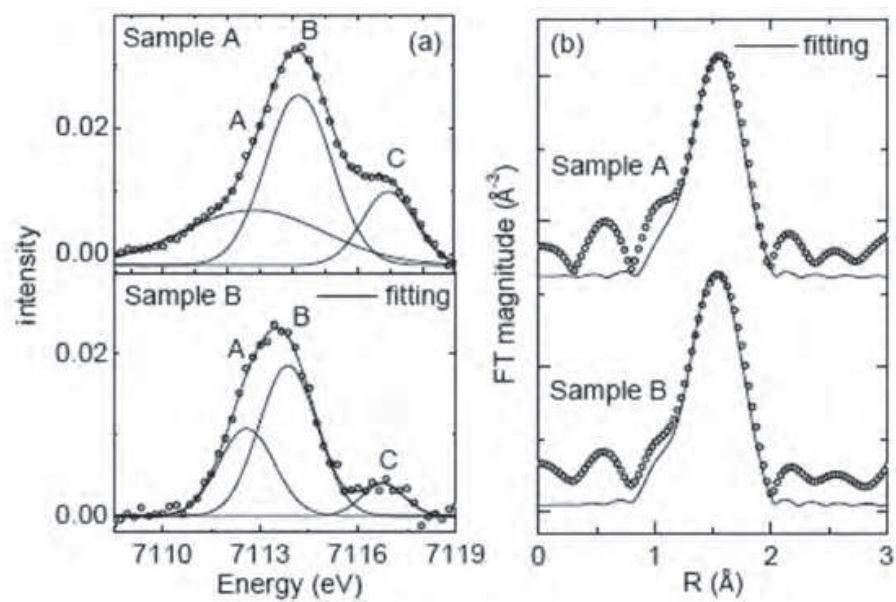 Sample A
B
(a)
A
0.02
C
0.00
Sample B
fitting
B
A
0.02
C
0.00
7110
7113
7116
7119
Energy (eV)
intensity
(b)
fitting
Sample A
Sample B
FT magnitude (Å⁻³)
0
1
2
3
R (Å)